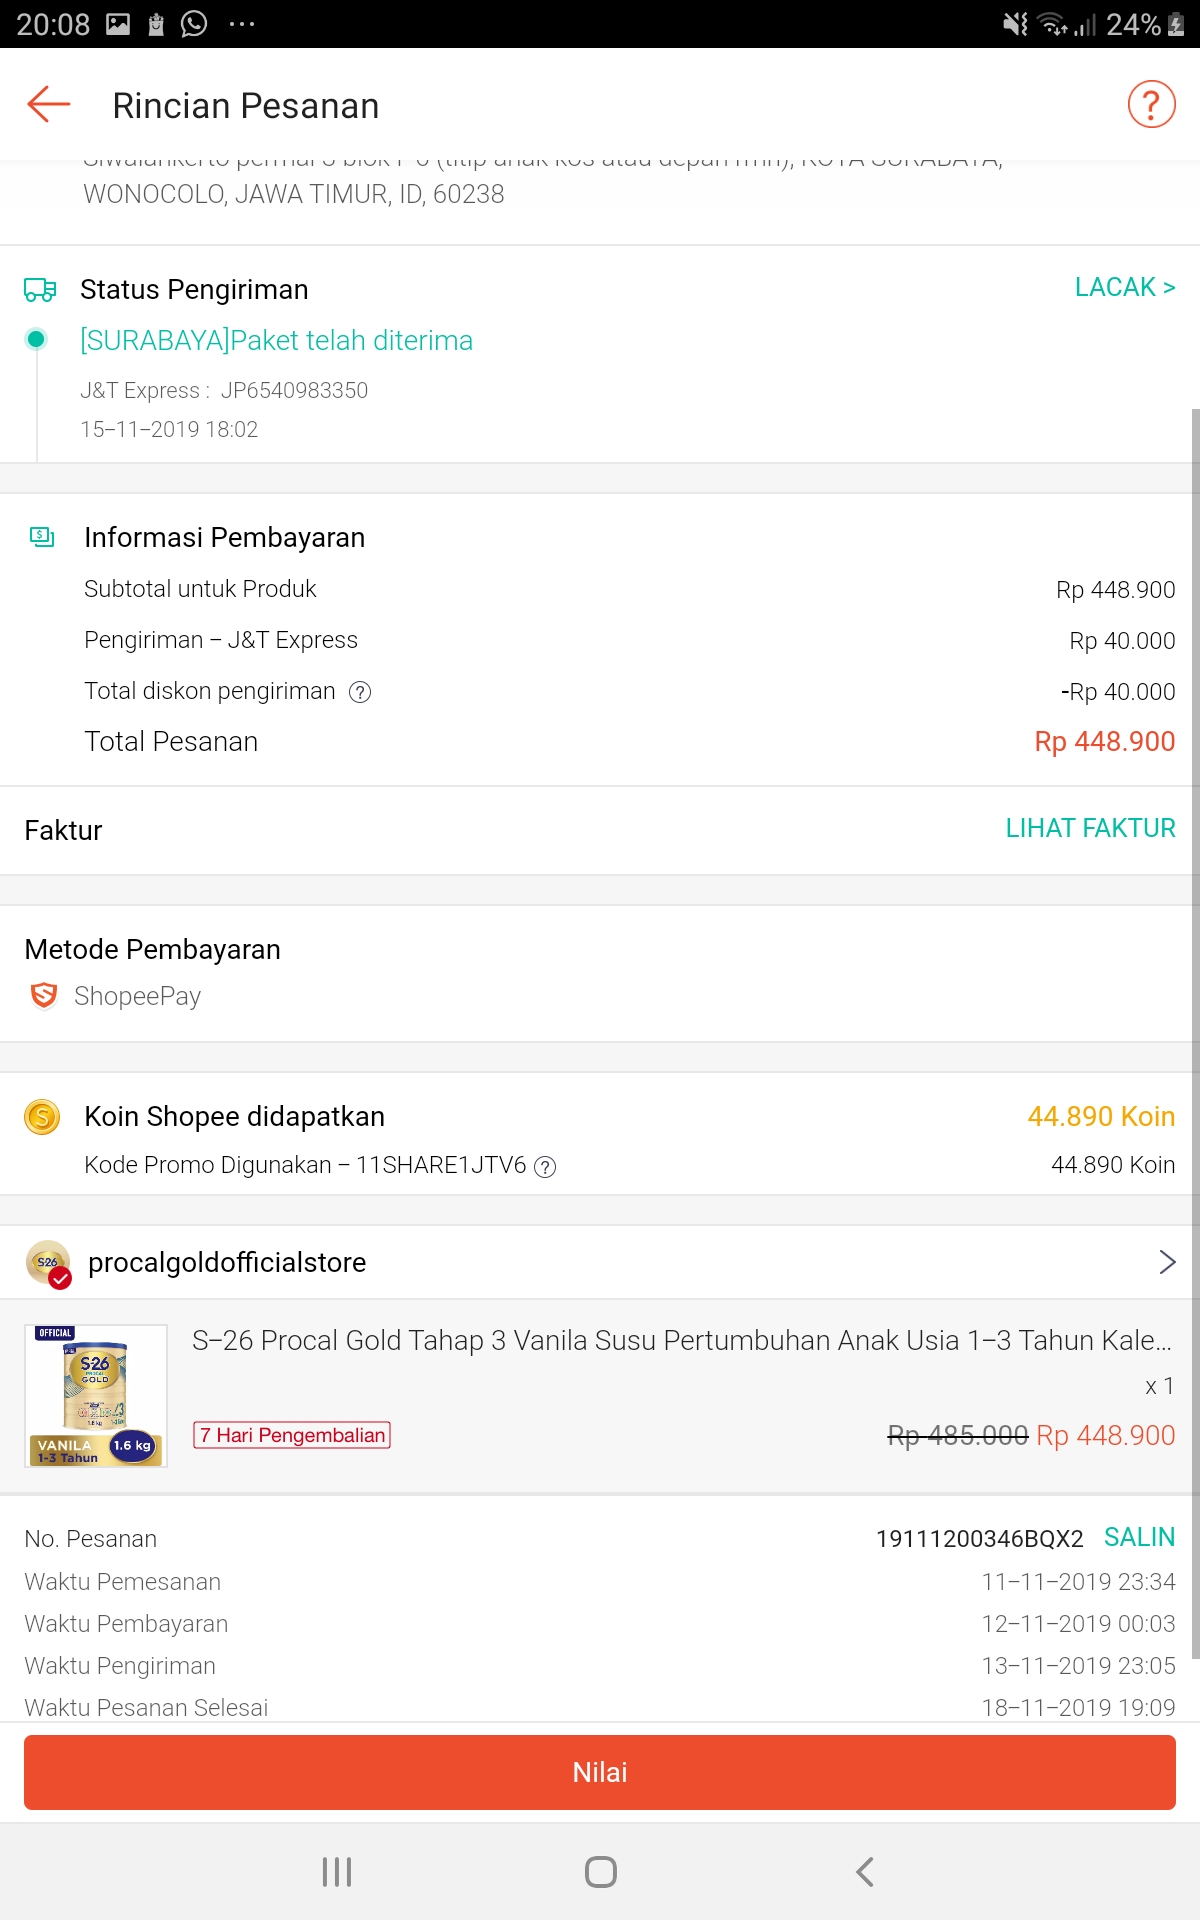 20:08
24%
Rincian Pesanan
?
WONOCOLO, JAWA TIMUR, ID, 60238
Status Pengiriman
LACAK >
[SURABAYA]Paket telah diterima
J&T Express : JP6540983350
15-11-2019 18:02
Informasi Pembayaran
Subtotal untuk Produk Rp 448.900
Pengiriman - J&T Express Rp 40.000
Total diskon pengiriman ? -Rp 40.000
Total Pesanan Rp 448.900
Faktur LIHAT FAKTUR
Metode Pembayaran
ShopeePay
Koin Shopee didapatkan 44.890 Koin
Kode Promo Digunakan - 11SHARE1JTV6 ? 44.890 Koin
S-26
procalgoldofficialstore
OFFICIAL
S-26
GOLD
3
1.6 kg
VANILA
1-3 Tahun
1.6 kg
S-26 Procal Gold Tahap 3 Vanila Susu Pertumbuhan Anak Usia 1-3 Tahun Kale...
x 1
7 Hari Pengembalian
Rp 485.000 Rp 448.900
No. Pesanan 19111200346BQX2 SALIN
Waktu Pemesanan 11-11-2019 23:34
Waktu Pembayaran 12-11-2019 00:03
Waktu Pengiriman 13-11-2019 23:05
Waktu Pesanan Selesai 18-11-2019 19:09
Nilai